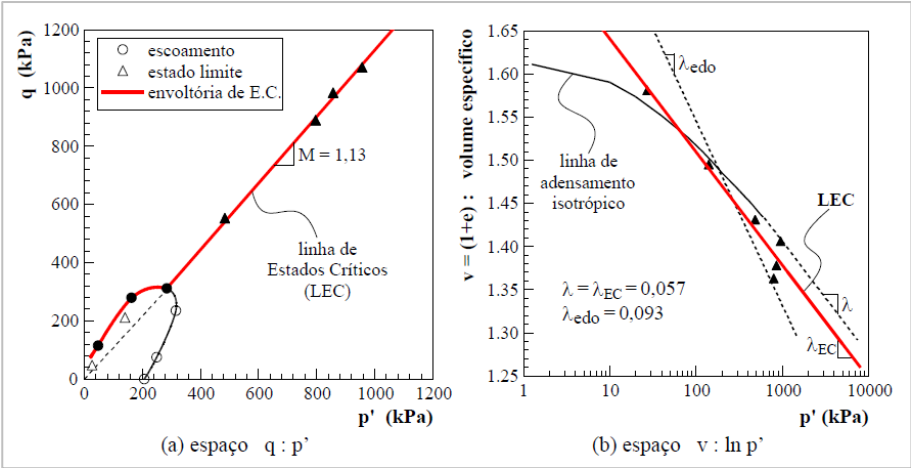 1200
1000
800
600
400
200
0
q (kPa)
escoamento
estado limite
envoltória de E.C.
M = 1,13
linha de
Estados Críticos
(LEC)
0 200 400 600 800 1000 1200
p' (kPa)
(a) espaço q : p’
1.65
1.60
1.55
1.50
1.45
1.40
1.35
1.30
1.25
v = (1+e) : volume específico
λedo
linha de
adensamento
isotrópico
LEC
λ = λEC = 0,057
λedo = 0,093
λ
λEC
1 10 100 1000 10000
p' (kPa)
(b) espaço v : ln p’